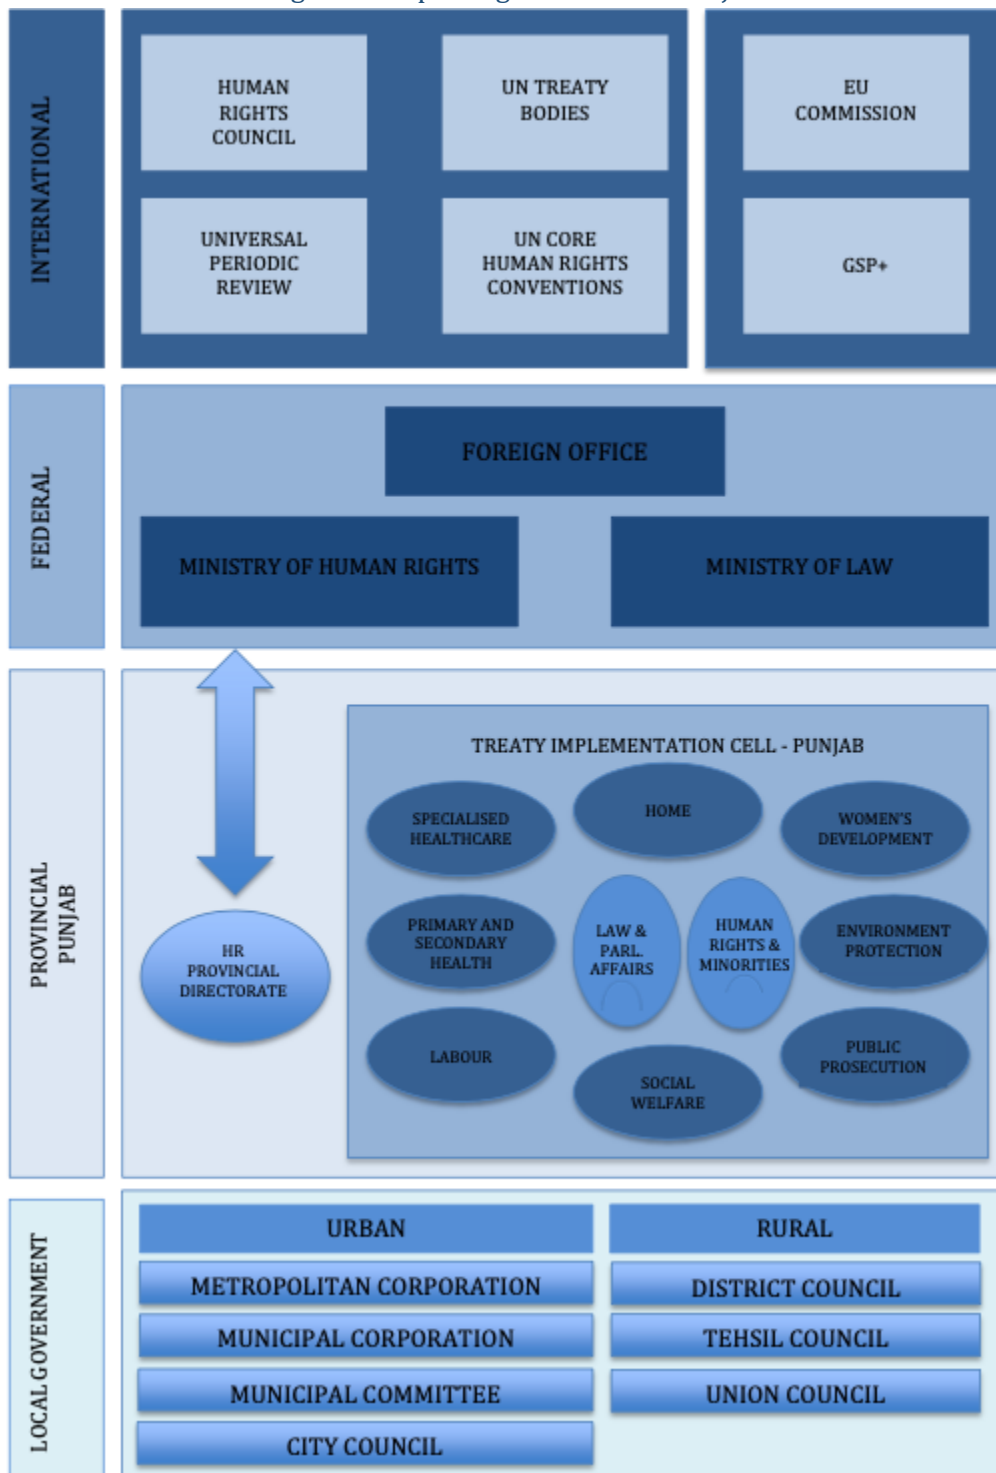 INTERNATIONAL
HUMAN
RIGHTS
COUNCIL
UN TREATY
BODIES
EU
COMMISSION
UNIVERSAL
PERIODIC
REVIEW
UN CORE
HUMAN RIGHTS
CONVENTIONS
GSP+
FEDERAL
FOREIGN OFFICE
MINISTRY OF HUMAN RIGHTS
MINISTRY OF LAW
PROVINCIAL
PUNJAB
HR
PROVINCIAL
DIRECTORATE
TREATY IMPLEMENTATION CELL - PUNJAB
SPECIALISED
HEALTHCARE
HOME
WOMEN'S
DEVELOPMENT
PRIMARY AND
SECONDARY
HEALTH
LAW &
PARL.
AFFAIRS
HUMAN
RIGHTS &
MINORITIES
ENVIRONMENT
PROTECTION
LABOUR
SOCIAL
WELFARE
PUBLIC
PROSECUTION
LOCAL GOVERNMENT
URBAN
METROPOLITAN CORPORATION
MUNICIPAL CORPORATION
MUNICIPAL COMMITTEE
CITY COUNCIL
RURAL
DISTRICT COUNCIL
TEHSIL COUNCIL
UNION COUNCIL